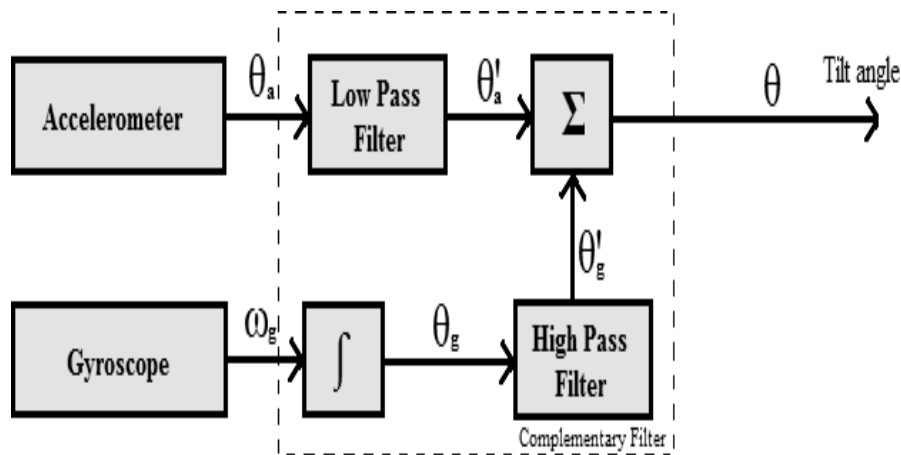 Accelerometer
θa
Low Pass
Filter
θ'a
Σ
θ
Tilt angle
θ'g
Gyroscope
ωg
∫
θg
High Pass
Filter
Complementary Filter